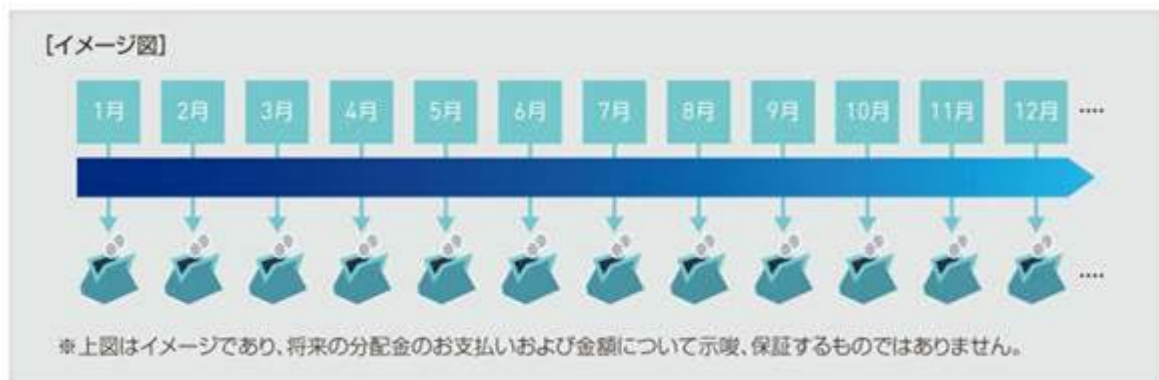 [イメージ図]
1月 2月 3月 4月 5月 6月 7月 8月 9月 10月 11月 12月 ‥‥
‥‥
※上図はイメージであり、将来の分配金のお支払いおよび金額について示唆、保証するものではありません。